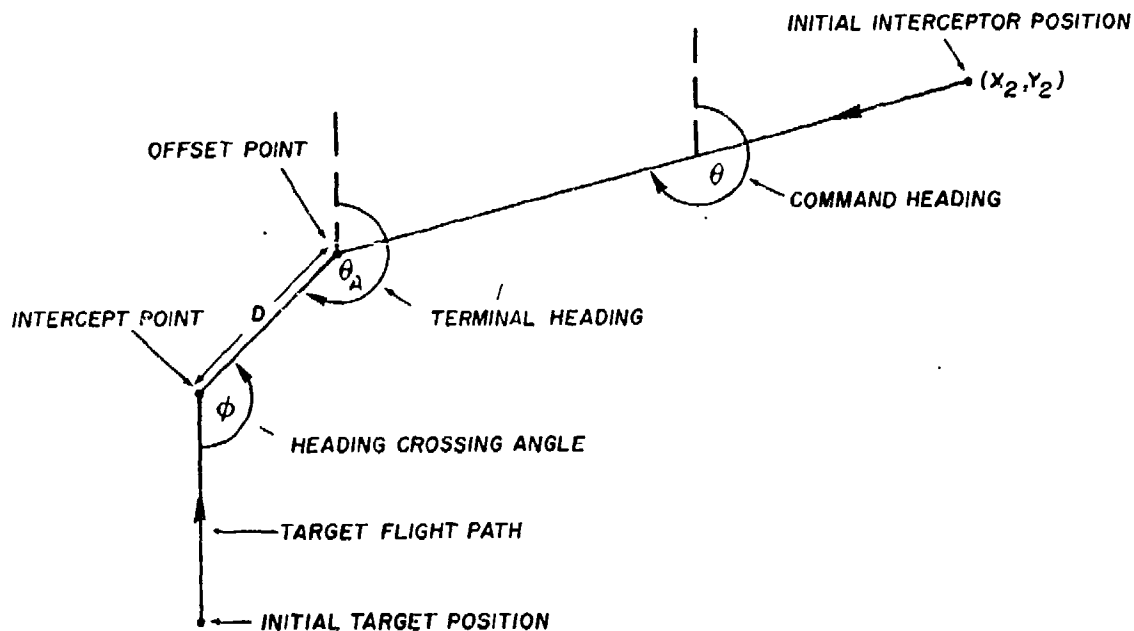 INITIAL INTERCEPTOR POSITION
(X2,Y2)
OFFSET POINT
θ
COMMAND HEADING
θA
TERMINAL HEADING
D
INTERCEPT POINT
ϕ
HEADING CROSSING ANGLE
TARGET FLIGHT PATH
INITIAL TARGET POSITION